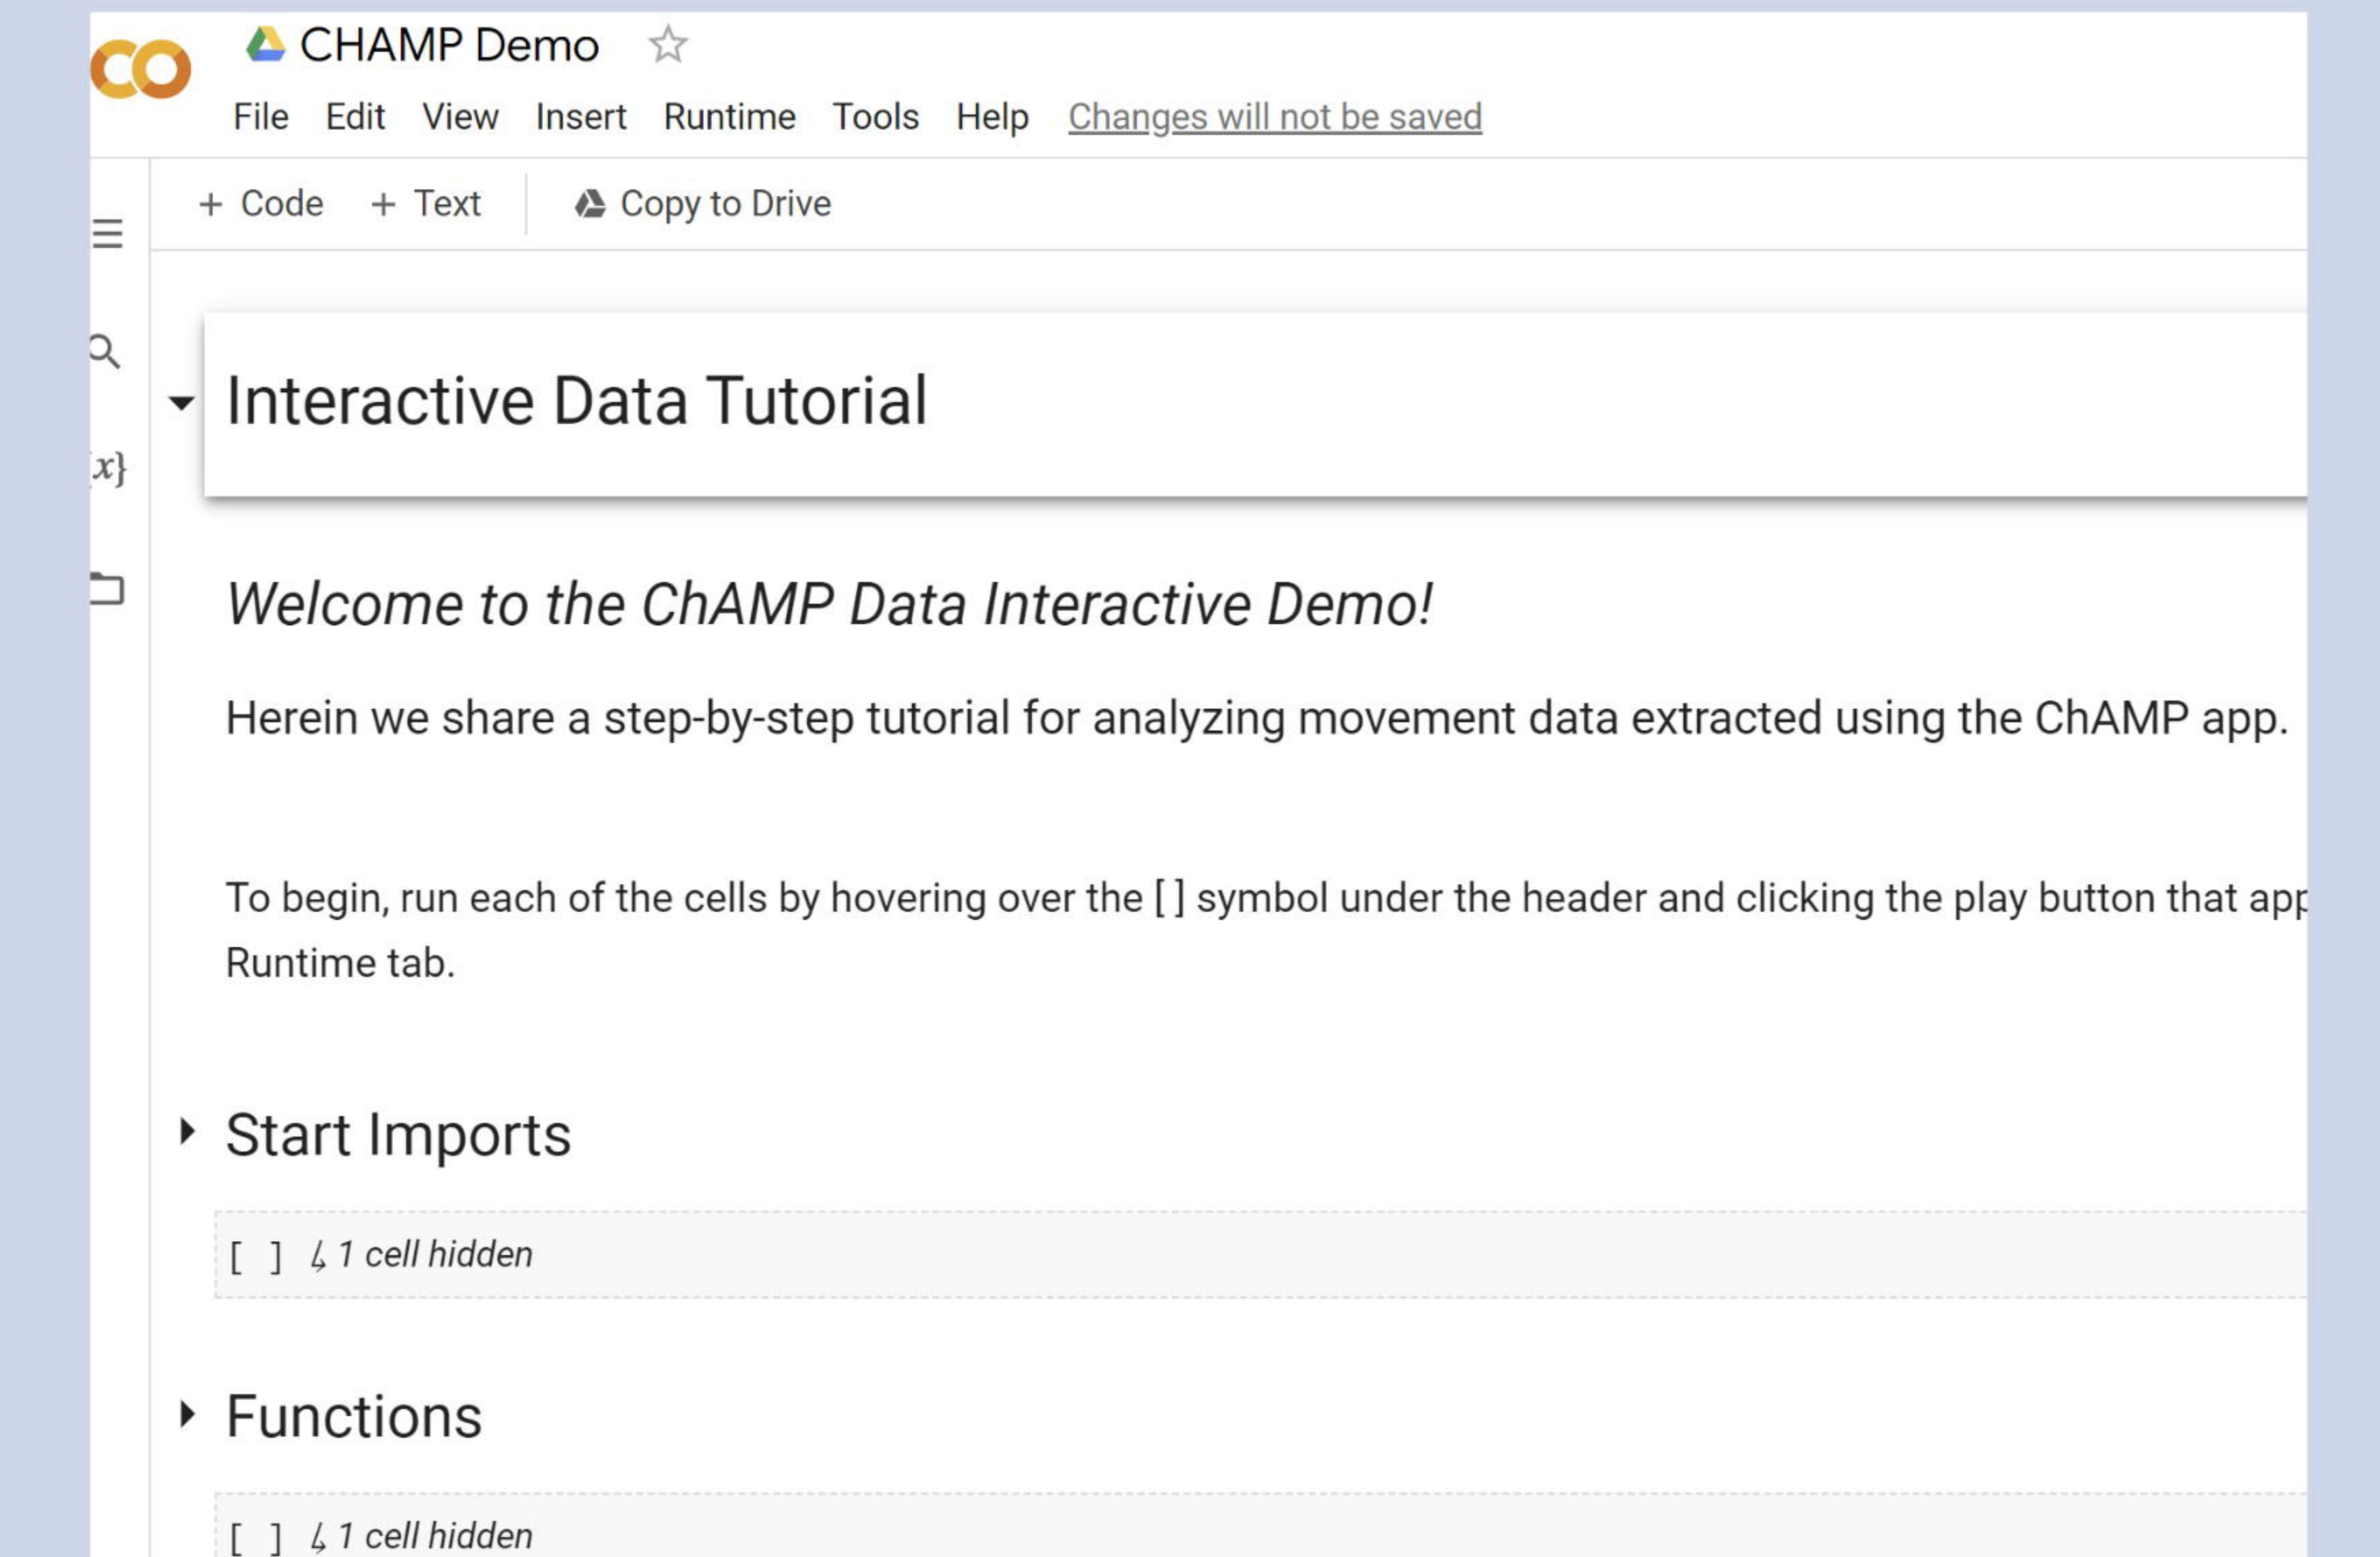 CHAMP Demo
File Edit View Insert Runtime Tools Help Changes will not be saved
+ Code + Text Copy to Drive
Interactive Data Tutorial
{x}
Welcome to the ChAMP Data Interactive Demo!
Herein we share a step-by-step tutorial for analyzing movement data extracted using the ChAMP app.
To begin, run each of the cells by hovering over the [ ] symbol under the header and clicking the play button that app
Runtime tab.
Start Imports
[ ] ↳ 1 cell hidden
Functions
[ ] ↳ 1 cell hidden